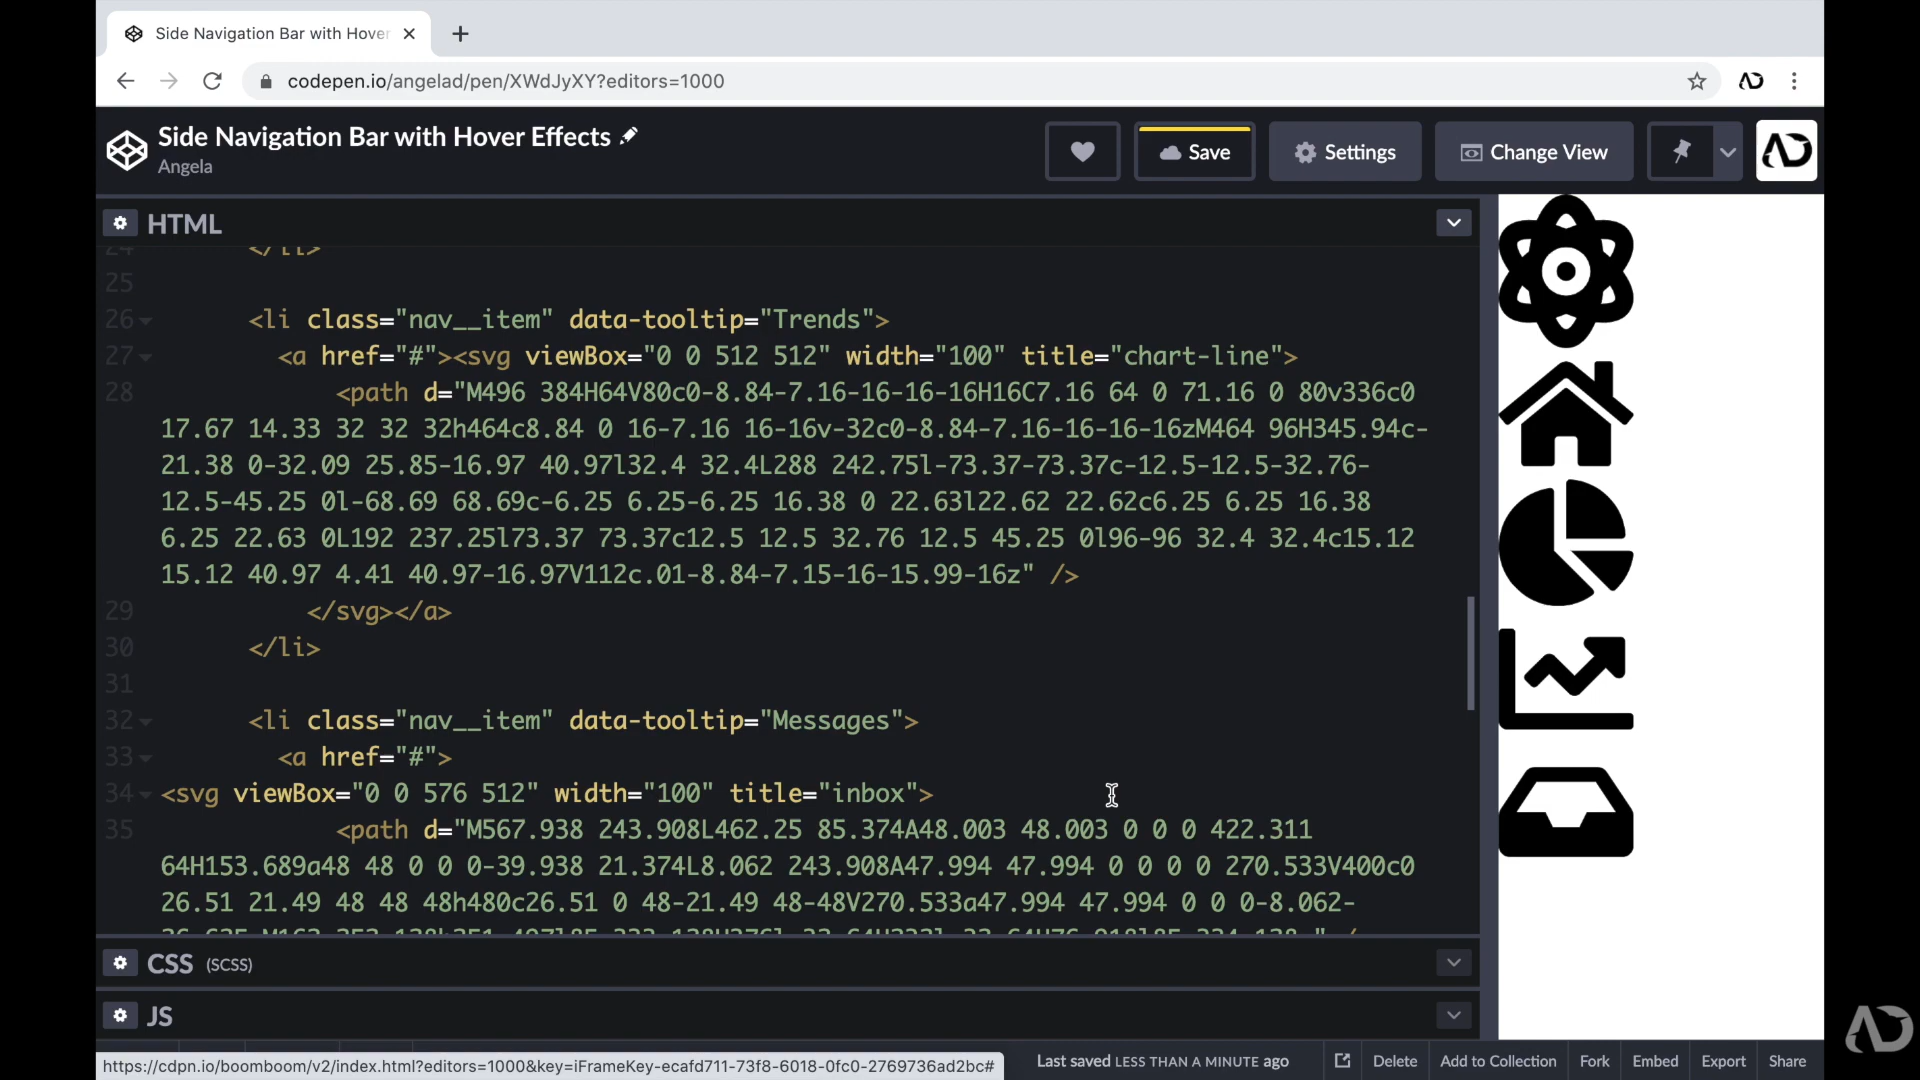 Side Navigation Bar with Hover
codepen.io/angelad/pen/XWdJyXY?editors=1000
Side Navigation Bar with Hover Effects
Angela
Save
Settings
Change View
HTML
24 </li>
25
26 <li class="nav__item" data-tooltip="Trends">
27 <a href="#"><svg viewBox="0 0 512 512" width="100" title="chart-line">
28 <path d="M496 384H64V80c0-8.84-7.16-16-16-16H16C7.16 64 0 71.16 0 80v336c0
17.67 14.33 32 32 32h464c8.84 0 16-7.16 16-16v-32c0-8.84-7.16-16-16-16zM464 96H345.94c-
21.38 0-32.09 25.85-16.97 40.97l32.4 32.4L288 242.75l-73.37-73.37c-12.5-12.5-32.76-
12.5-45.25 0l-68.69 68.69c-6.25 6.25-6.25 16.38 0 22.63l22.62 22.62c6.25 6.25 16.38
6.25 22.63 0L192 237.25l73.37 73.37c12.5 12.5 32.76 12.5 45.25 0l96-96 32.4 32.4c15.12
15.12 40.97 4.41 40.97-16.97V112c.01-8.84-7.15-16-15.99-16z" />
29 </svg></a>
30 </li>
31
32 <li class="nav__item" data-tooltip="Messages">
33 <a href="#">
34 <svg viewBox="0 0 576 512" width="100" title="inbox">
35 <path d="M567.938 243.908L462.25 85.374A48.003 48.003 0 0 0 422.311
64H153.689a48 48 0 0 0-39.938 21.374L8.062 243.908A47.994 47.994 0 0 0 0 270.533V400c0
26.51 21.49 48 48 48h480c26.51 0 48-21.49 48-48V270.533a47.994 47.994 0 0 0-8.062-
CSS (SCSS)
JS
https://cdpn.io/boomboom/v2/index.html?editors=1000&key=iFrameKey-ecafd711-73f8-6018-0fc0-2769736ad2bc#
Last saved LESS THAN A MINUTE ago
Delete
Add to Collection
Fork
Embed
Export
Share